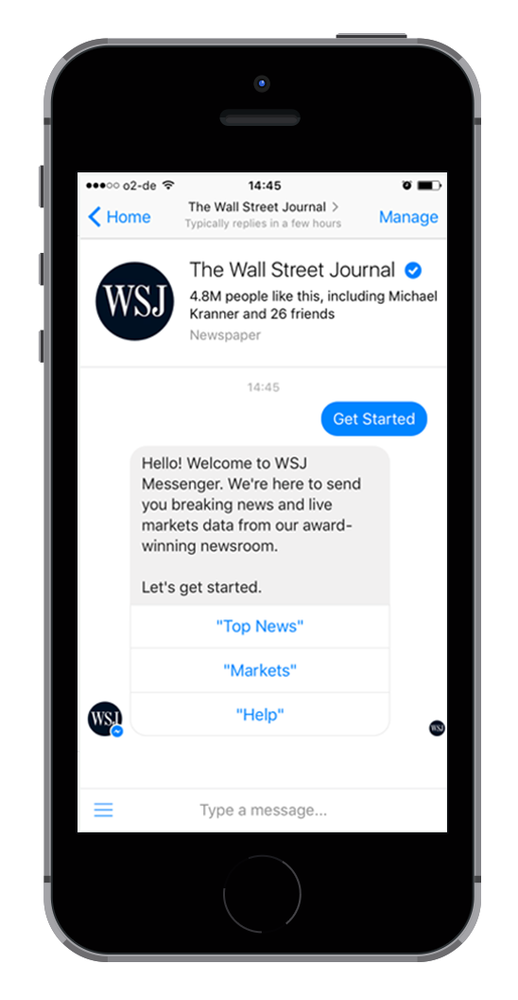 o2-de 14:45
Home The Wall Street Journal Manage
Typically replies in a few hours
WSJ
The Wall Street Journal
4.8M people like this, including Michael
Kranner and 26 friends
Newspaper
14:45
Get Started
Hello! Welcome to WSJ
Messenger. We're here to send
you breaking news and live
markets data from our award-
winning newsroom.
Let's get started.
"Top News"
"Markets"
"Help"
WSJ
WSJ
Type a message...